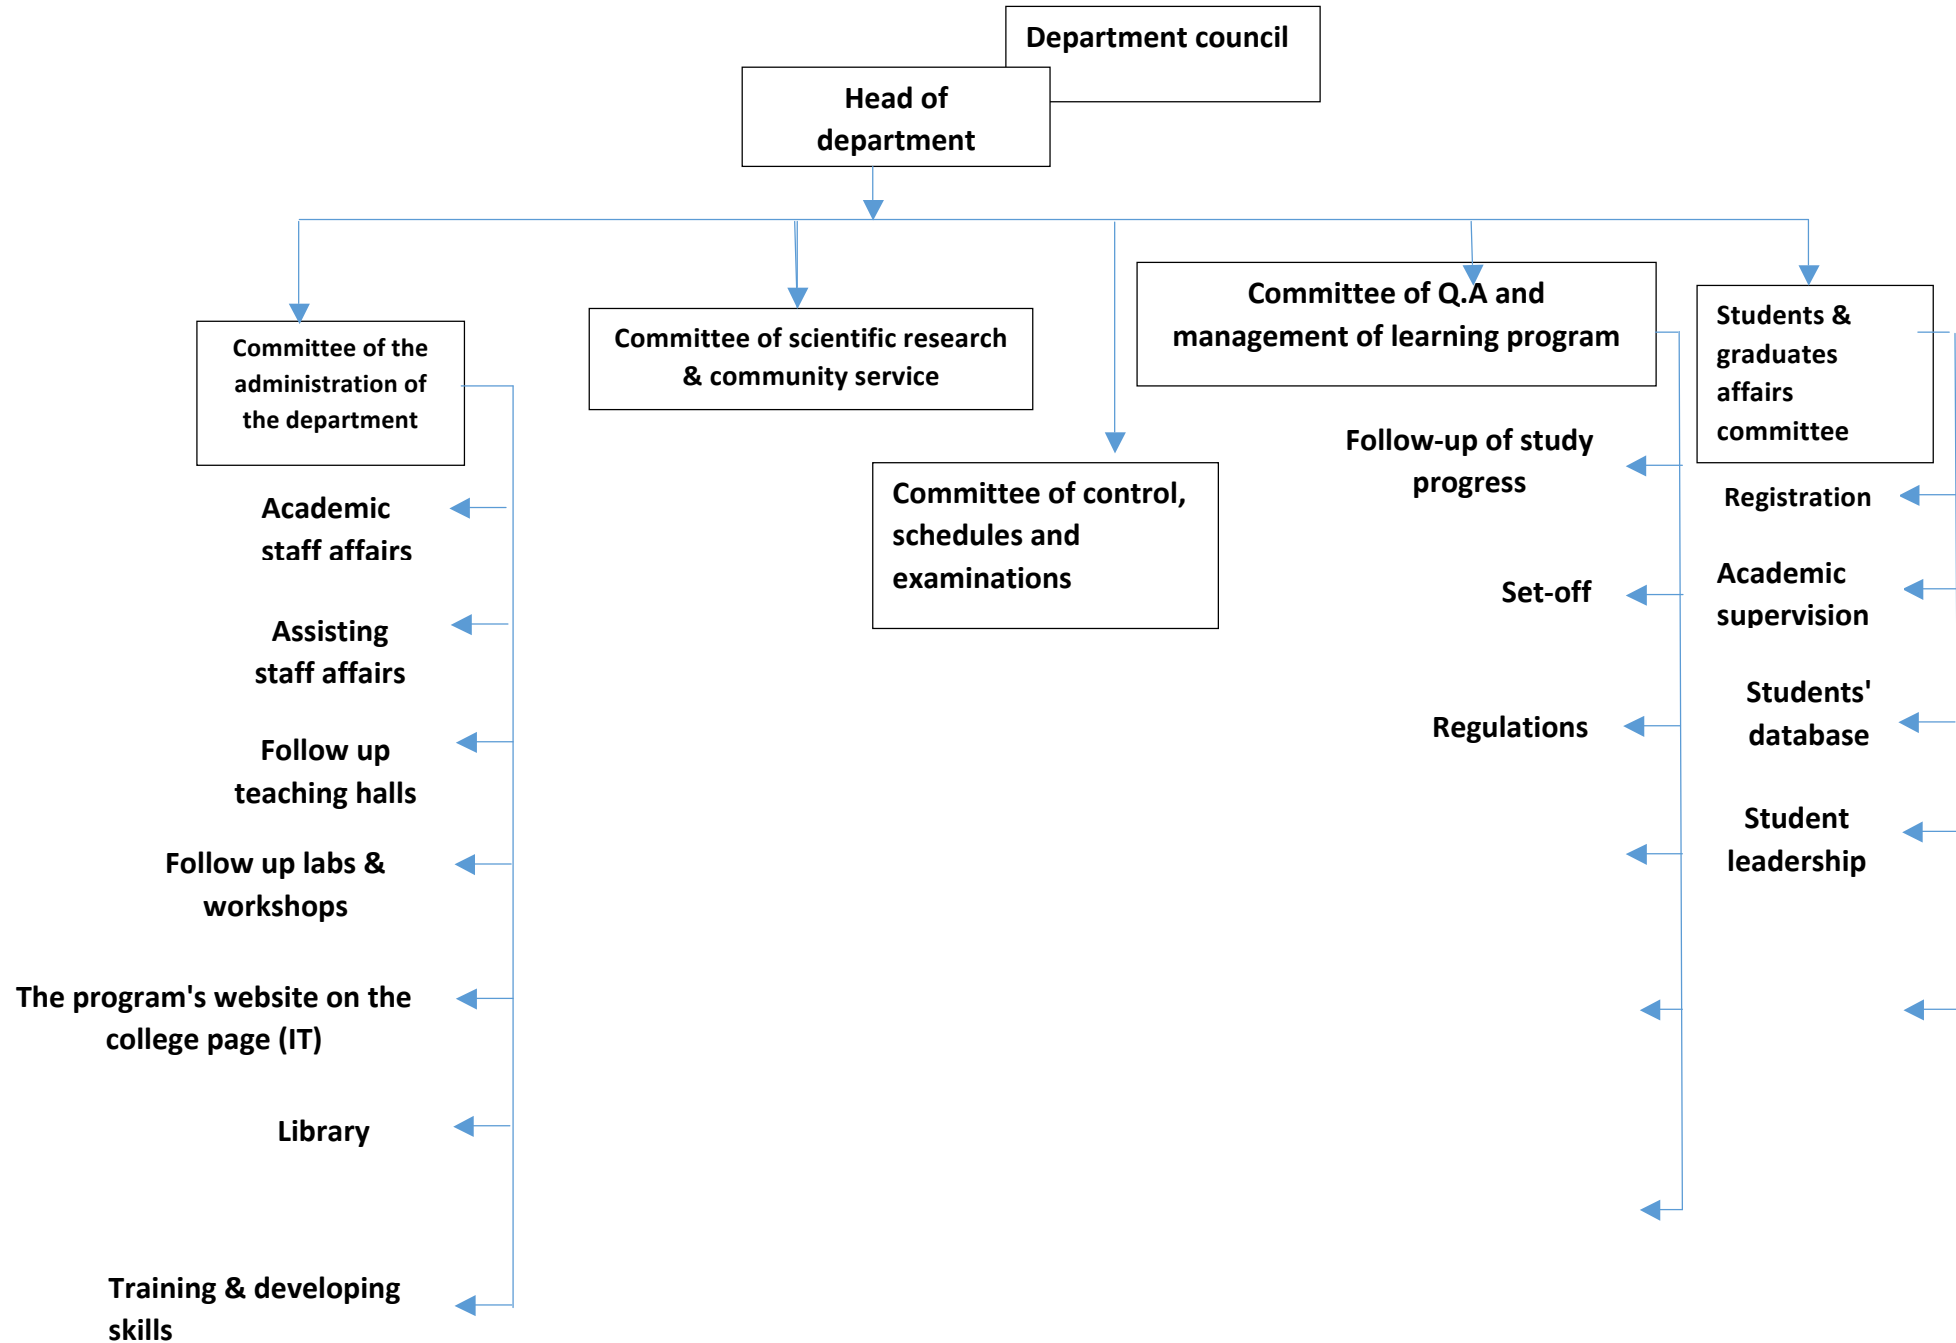 Department council
Head of
department
Committee of the
administration of
the department
Academic
staff affairs
Assisting
staff affairs
Follow up
teaching halls
Follow up labs &
workshops
The program's website on the
college page (IT)
Library
Training & developing
skills
Committee of scientific research
& community service
Committee of control,
schedules and
examinations
Committee of Q.A and
management of learning program
Follow-up of study
progress
Set-off
Regulations
Students &
graduates
affairs
committee
Registration
Academic
supervision
Students'
database
Student
leadership